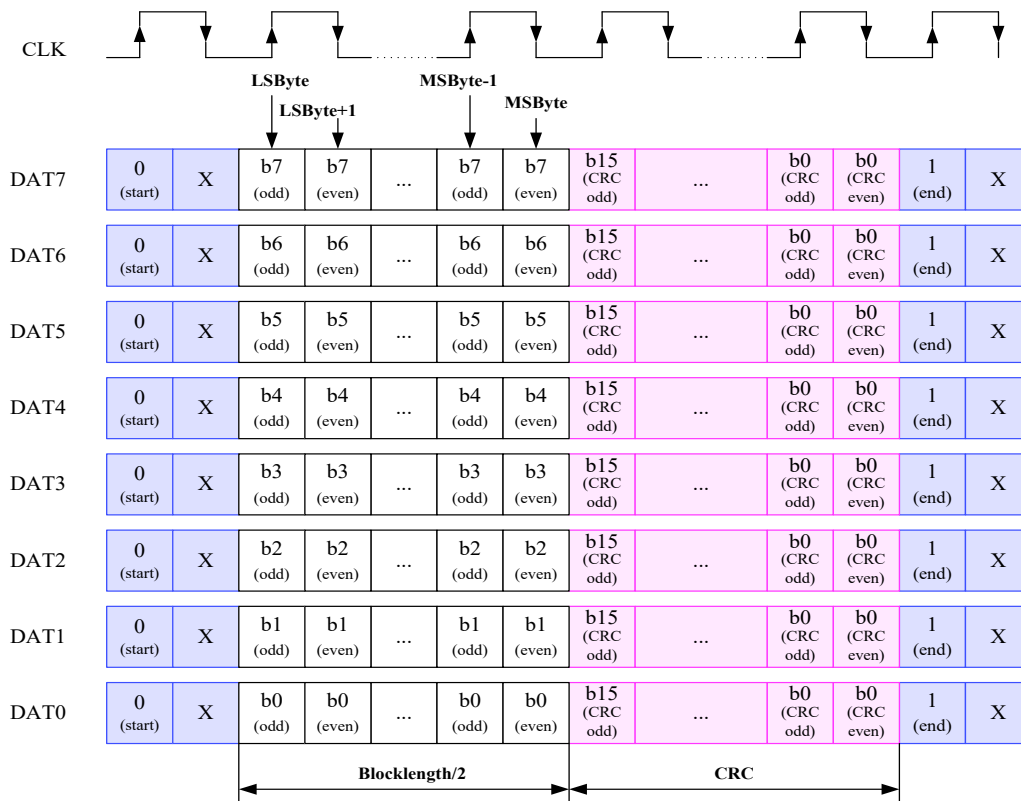 CLK
LSByte MSByte-1
LSByte+1 MSByte
0 b7 b7 b7 b7 b15 b0 b0 1
DAT7 X ... (CRC ... (CRC (CRC X
(start) (odd) (even) (odd) (even) odd) odd) even) (end)
0 b6 b6 b6 b6 b15 b0 b0 1
DAT6 X ... (CRC ... (CRC (CRC X
(start) (odd) (even) (odd) (even) odd) odd) even) (end)
0 b5 b5 b5 b5 b15 b0 b0 1
DAT5 X ... (CRC ... (CRC (CRC X
(start) (odd) (even) (odd) (even) odd) odd) even) (end)
0 b4 b4 b4 b4 b15 b0 b0 1
DAT4 X ... (CRC ... (CRC (CRC X
(start) (odd) (even) (odd) (even) odd) odd) even) (end)
0 b3 b3 b3 b3 b15 b0 b0 1
DAT3 X ... (CRC ... (CRC (CRC X
(start) (odd) (even) (odd) (even) odd) odd) even) (end)
0 b2 b2 b2 b2 b15 b0 b0 1
DAT2 X ... (CRC ... (CRC (CRC X
(start) (odd) (even) (odd) (even) odd) odd) even) (end)
0 b1 b1 b1 b1 b15 b0 b0 1
DAT1 X ... (CRC ... (CRC (CRC X
(start) (odd) (even) (odd) (even) odd) odd) even) (end)
0 b0 b0 b0 b0 b15 b0 b0 1
DAT0 X ... (CRC ... (CRC (CRC X
(start) (odd) (even) (odd) (even) odd) odd) even) (end)
Blocklength/2 CRC